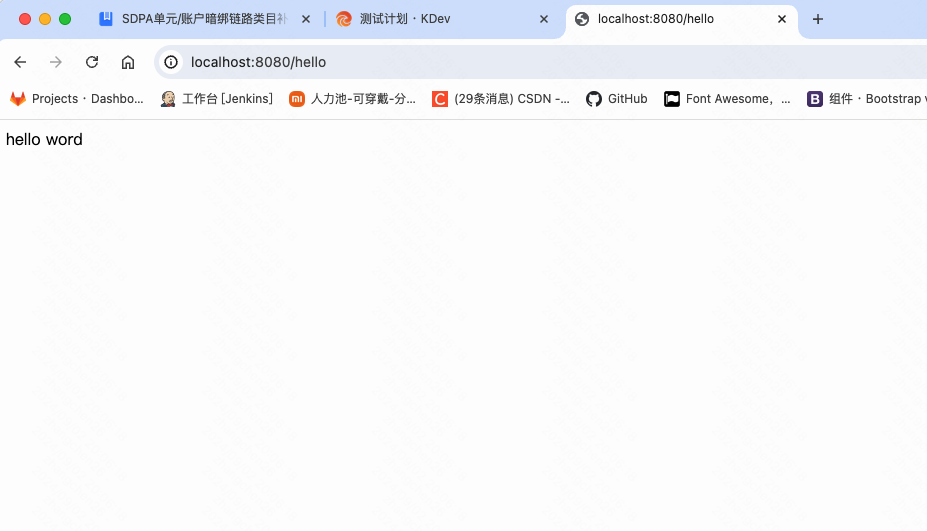 SDPA单元/账户暗绑链路类目补
测试计划 · KDev
localhost:8080/hello
localhost:8080/hello
Projects · Dashbo...
工作台 [Jenkins]
人力池-可穿戴-分...
(29条消息) CSDN -...
GitHub
Font Awesome, ...
组件 · Bootstrap v
hello word